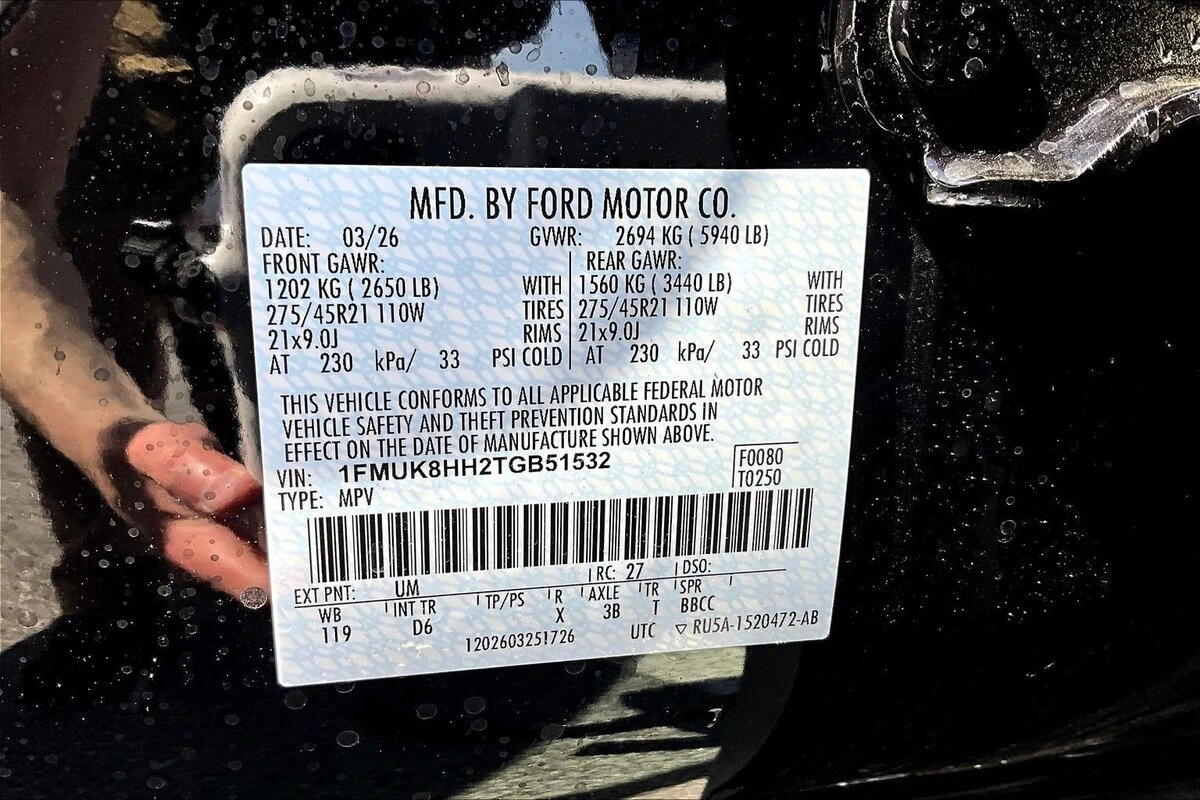 MFD. BY FORD MOTOR CO.
DATE: 03/26 GVWR: 2694 KG ( 5940 LB)
FRONT GAWR: REAR GAWR:
1202 KG ( 2650 LB) WITH 1560 KG ( 3440 LB) WITH
275/45R21 110W TIRES 275/45R21 110W TIRES
21x9.0J RIMS 21x9.0J RIMS
AT 230 kPa/ 33 PSI COLD AT 230 kPa/ 33 PSI COLD
THIS VEHICLE CONFORMS TO ALL APPLICABLE FEDERAL MOTOR
VEHICLE SAFETY AND THEFT PREVENTION STANDARDS IN
EFFECT ON THE DATE OF MANUFACTURE SHOWN ABOVE.
VIN: 1FMUK8HH2TGB51532 F0080
TYPE: MPV T0250
EXT PNT: UM RC: 27 DSO:
WB INT TR TP/PS R AXLE TR SPR
119 D6 X 3B T BBCC
1202603251726 UTC ▽ RU5A-1520472-AB